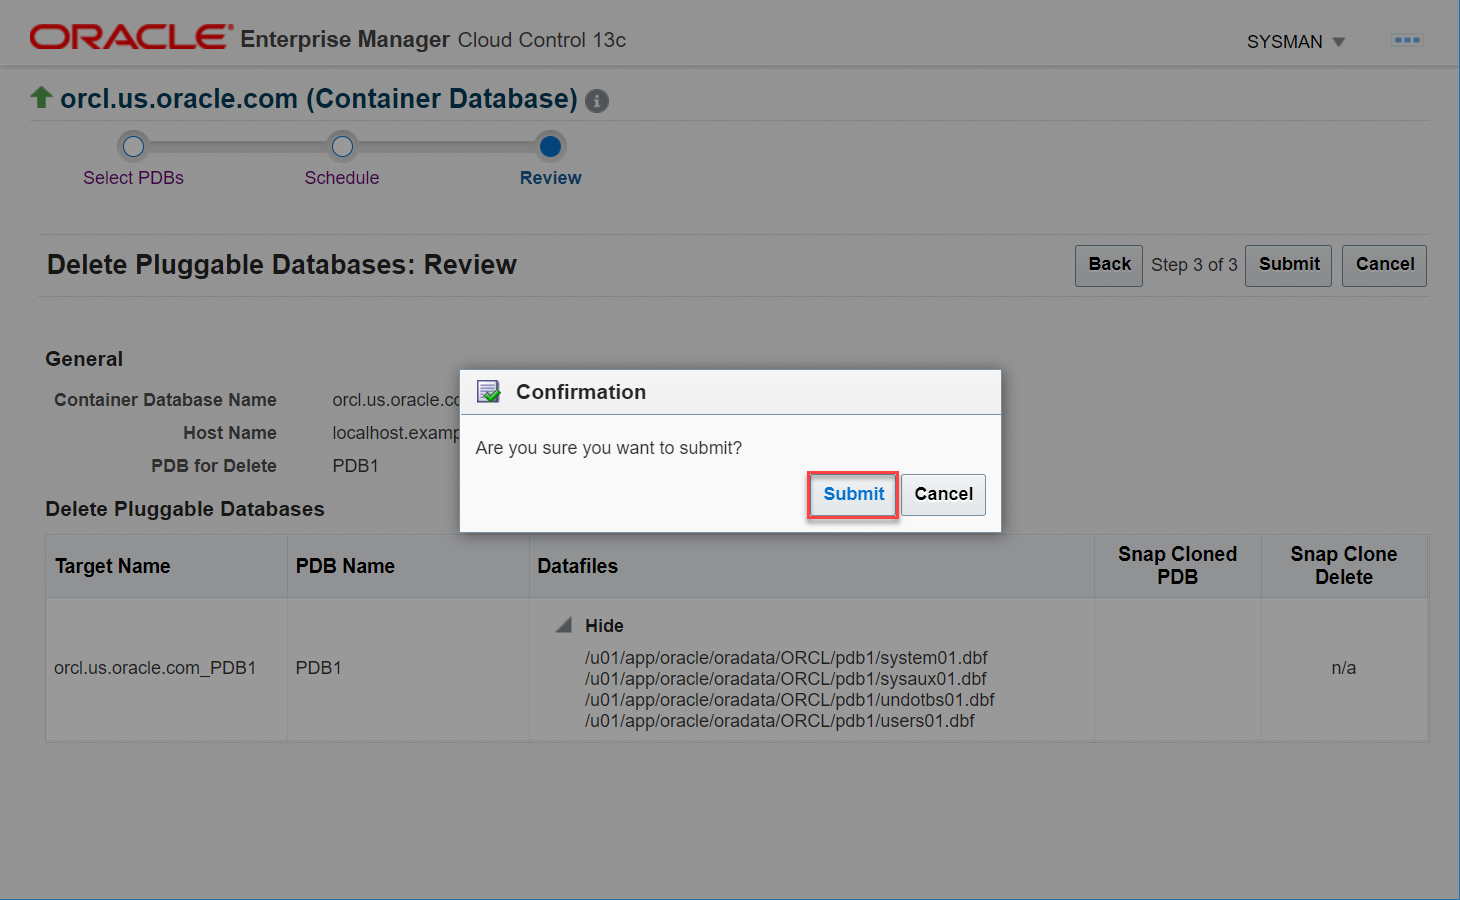 ORACLE Enterprise Manager Cloud Control 13c
SYSMAN
orcl.us.oracle.com (Container Database)
Select PDBs
Schedule
Review
Delete Pluggable Databases: Review
Back
Step 3 of 3
Submit
Cancel
General
Container Database Name
Host Name
localhost.examp
PDB for Delete
PDB1
Confirmation
Are you sure you want to submit?
Submit
Cancel
Delete Pluggable Databases
Target Name
PDB Name
Datafiles
Snap Cloned
PDB
Snap Clone
Delete
orcl.us.oracle.com_PDB1
PDB1
Hide
/u01/app/oracle/oradata/ORCL/pdb1/system01.dbf
/u01/app/oracle/oradata/ORCL/pdb1/sysaux01.dbf
/u01/app/oracle/oradata/ORCL/pdb1/undotbs01.dbf
/u01/app/oracle/oradata/ORCL/pdb1/users01.dbf
n/a